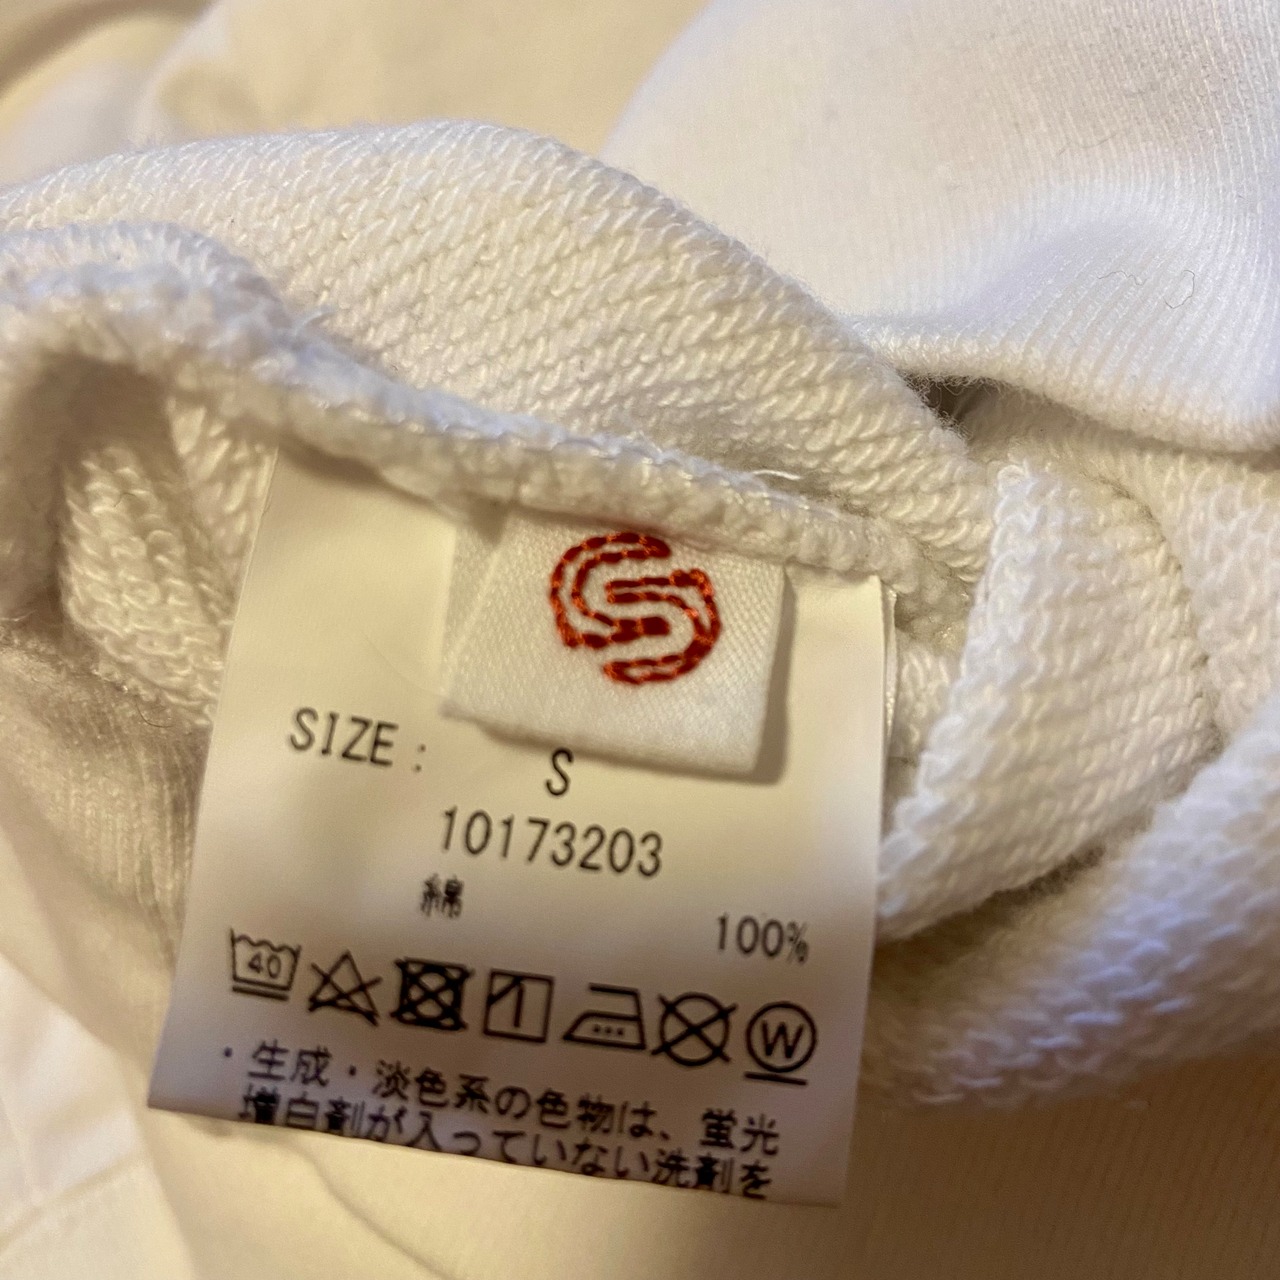 S
SIZE : S
10173203
綿 100%
40 W
・生成・淡色系の色物は、蛍光
増白剤が入っていない洗剤を